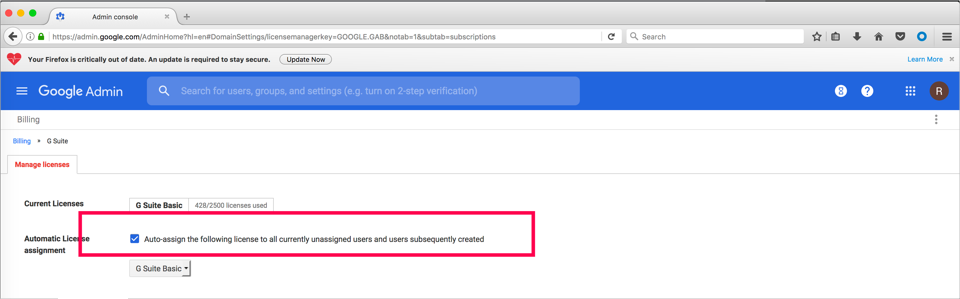 Admin console
https://admin.google.com/AdminHome?hl=en#DomainSettings/licensemanagerkey=GOOGLE.GAB&notab=1&subtab=subscriptions
Search
Your Firefox is critically out of date. An update is required to stay secure.
Update Now
Learn More
Google Admin
Search for users, groups, and settings (e.g. turn on 2-step verification)
8
?
R
Billing
Billing » G Suite
Manage licenses
Current Licenses
G Suite Basic
428/2500 licenses used
Automatic License
assignment
Auto-assign the following license to all currently unassigned users and users subsequently created
G Suite Basic